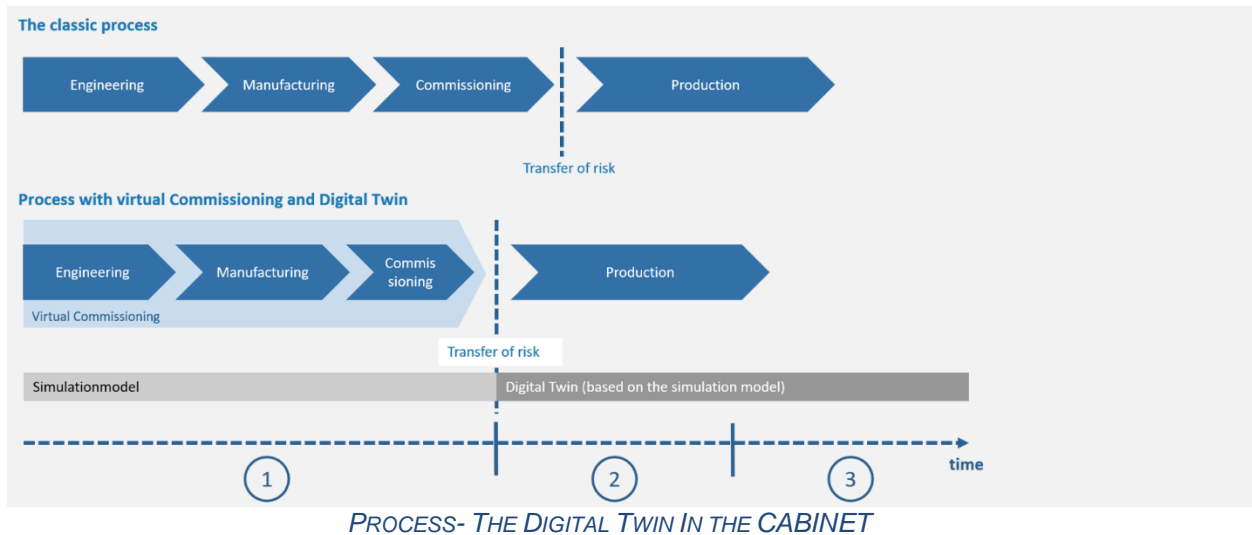 The classic process
Engineering
Manufacturing
Commissioning
Production
Transfer of risk
Process with virtual Commissioning and Digital Twin
Engineering
Manufacturing
Commis
sioning
Production
Virtual Commissioning
Transfer of risk
Simulationmodel
Digital Twin (based on the simulation model)
time
1
2
3
PROCESS- THE DIGITAL TWIN IN THE CABINET